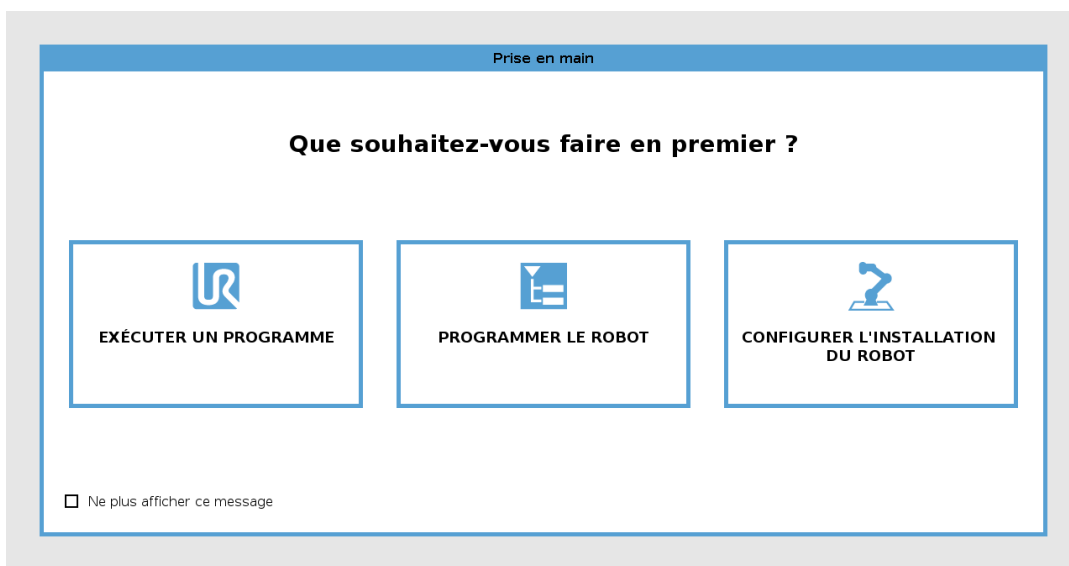 Prise en main
Que souhaitez-vous faire en premier ?
EXÉCUTER UN PROGRAMME
PROGRAMMER LE ROBOT
CONFIGURER L'INSTALLATION
DU ROBOT
Ne plus afficher ce message